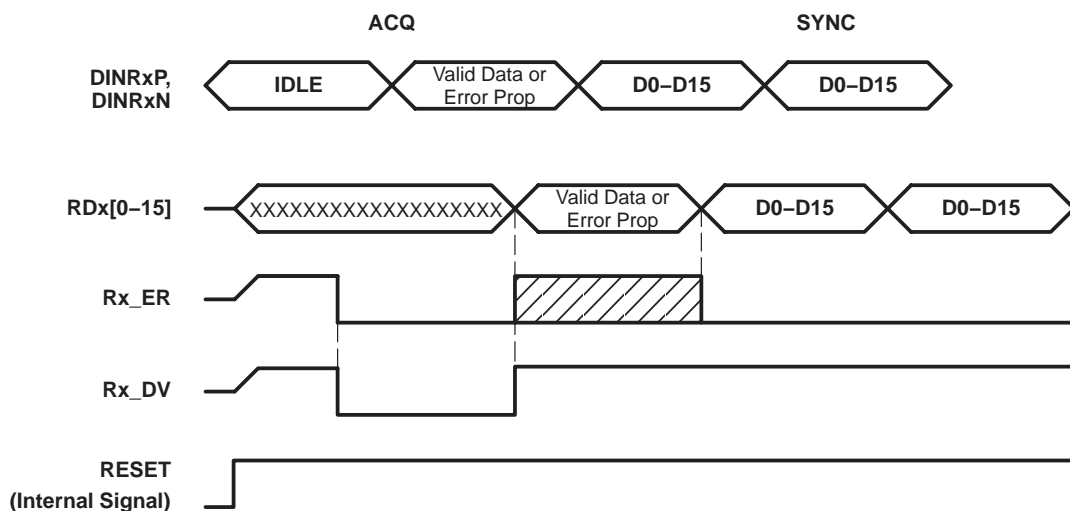 ACQ
SYNC
DINRxP,
DINRxN
IDLE
Valid Data or
Error Prop
D0–D15
D0–D15
RDx[0–15]
XXXXXXXXXXXXXXXXXXX
Valid Data or
Error Prop
D0–D15
D0–D15
Rx_ER
Rx_DV
RESET
(Internal Signal)